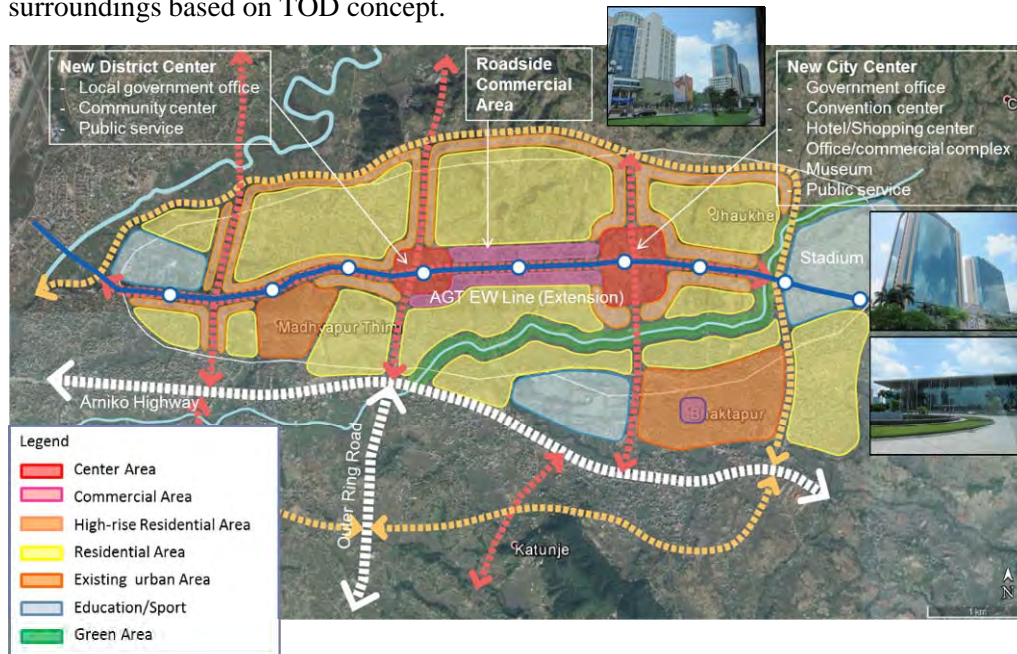 surroundings based on TOD concept.
New District Center
- Local government office
- Community center
- Public service
Roadside
Commercial
Area
New City Center
- Government office
- Convention center
- Hotel/Shopping center
- Office/commercial complex
- Museum
- Public service
Jhaukhe
Stadium
AGT EW Line (Extension)
Madhyapur Thimi
Arniko Highway
Bhaktapur
Outer Ring Road
Katunje
N
1 km
Legend
Center Area
Commercial Area
High-rise Residential Area
Residential Area
Existing urban Area
Education/Sport
Green Area